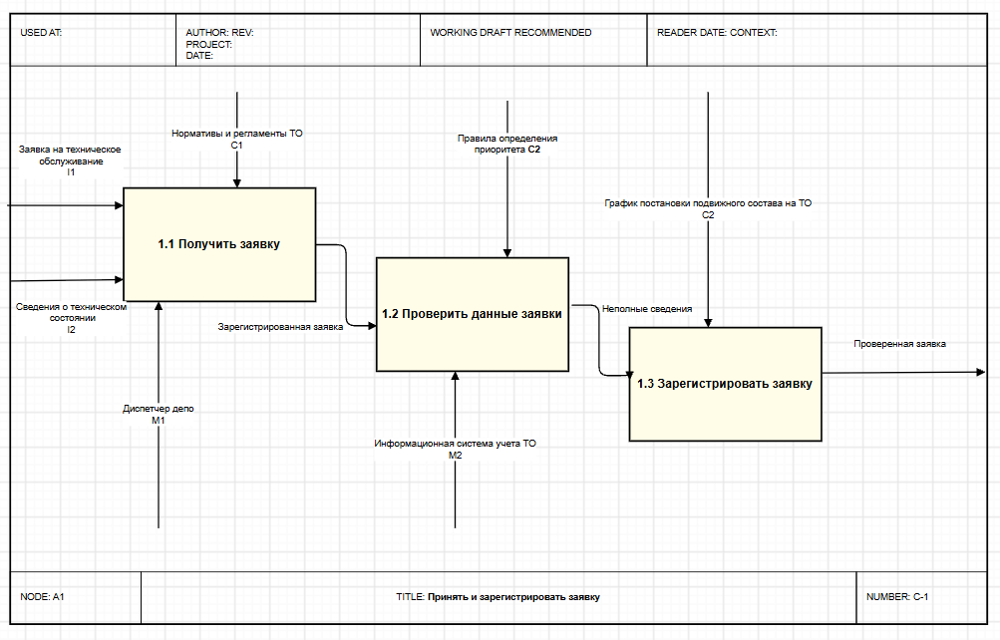 USED AT:
AUTHOR: REV:
PROJECT:
DATE:
WORKING DRAFT RECOMMENDED
READER DATE: CONTEXT:
Нормативы и регламенты ТО
C1
Правила определения
приоритета C2
Заявка на техническое
обслуживание
I1
График постановки подвижного состава на ТО
C2
1.1 Получить заявку
Сведения о техническом
состоянии
I2
Зарегистрированная заявка
1.2 Проверить данные заявки
Неполные сведения
Проверенная заявка
1.3 Зарегистрировать заявку
Диспетчер депо
M1
Информационная система учета ТО
M2
NODE: A1
TITLE: Принять и зарегистрировать заявку
NUMBER: C-1